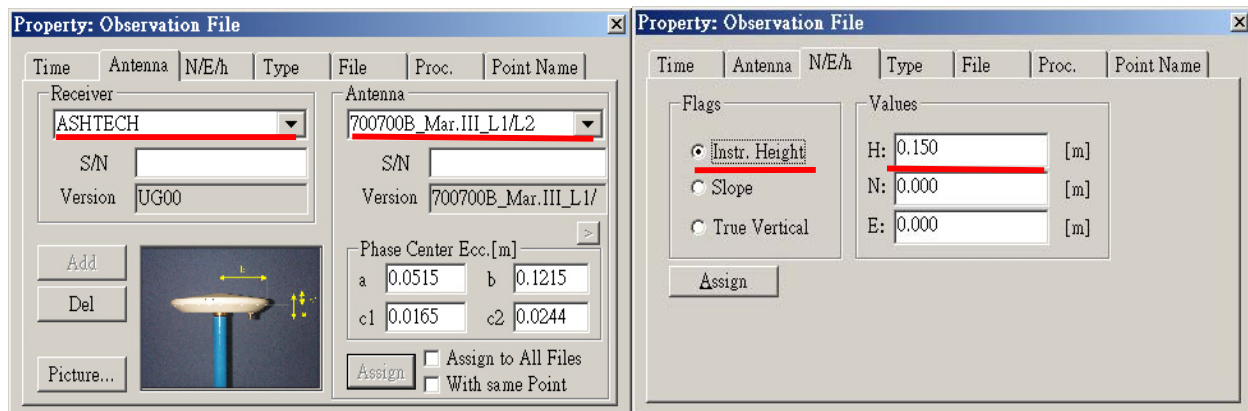 Property: Observation File
Time Antenna N/E/h Type File Proc. Point Name
Receiver
ASHTECH
S/N
Version UG00
Add
Del
Picture...
Antenna
700700B_Mar.III_L1/L2
S/N
Version 700700B_Mar.III_L1/
>
Phase Center Ecc.[m]
a 0.0515 b 0.1215
c1 0.0165 c2 0.0244
Assign
Assign to All Files
With same Point
Property: Observation File
Time Antenna N/E/h Type File Proc. Point Name
Flags
Instr. Height
Slope
True Vertical
Values
H: 0.150 [m]
N: 0.000 [m]
E: 0.000 [m]
Assign